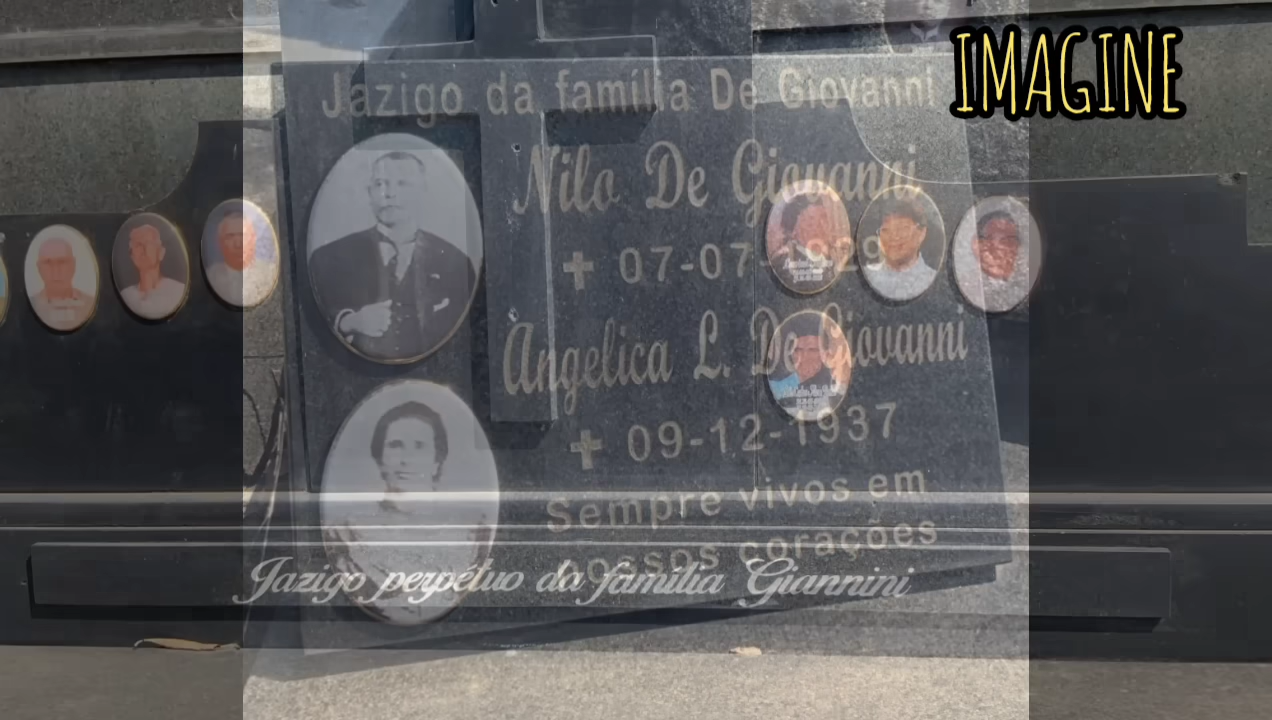 IMAGINE
Jazigo da família De Giovanni
Nilo De Giovanni
07-07-1929
Angelica L. De Giovanni
09-12-1937
Sempre vivos em
nossos corações
Jazigo perpétuo da família Giannini